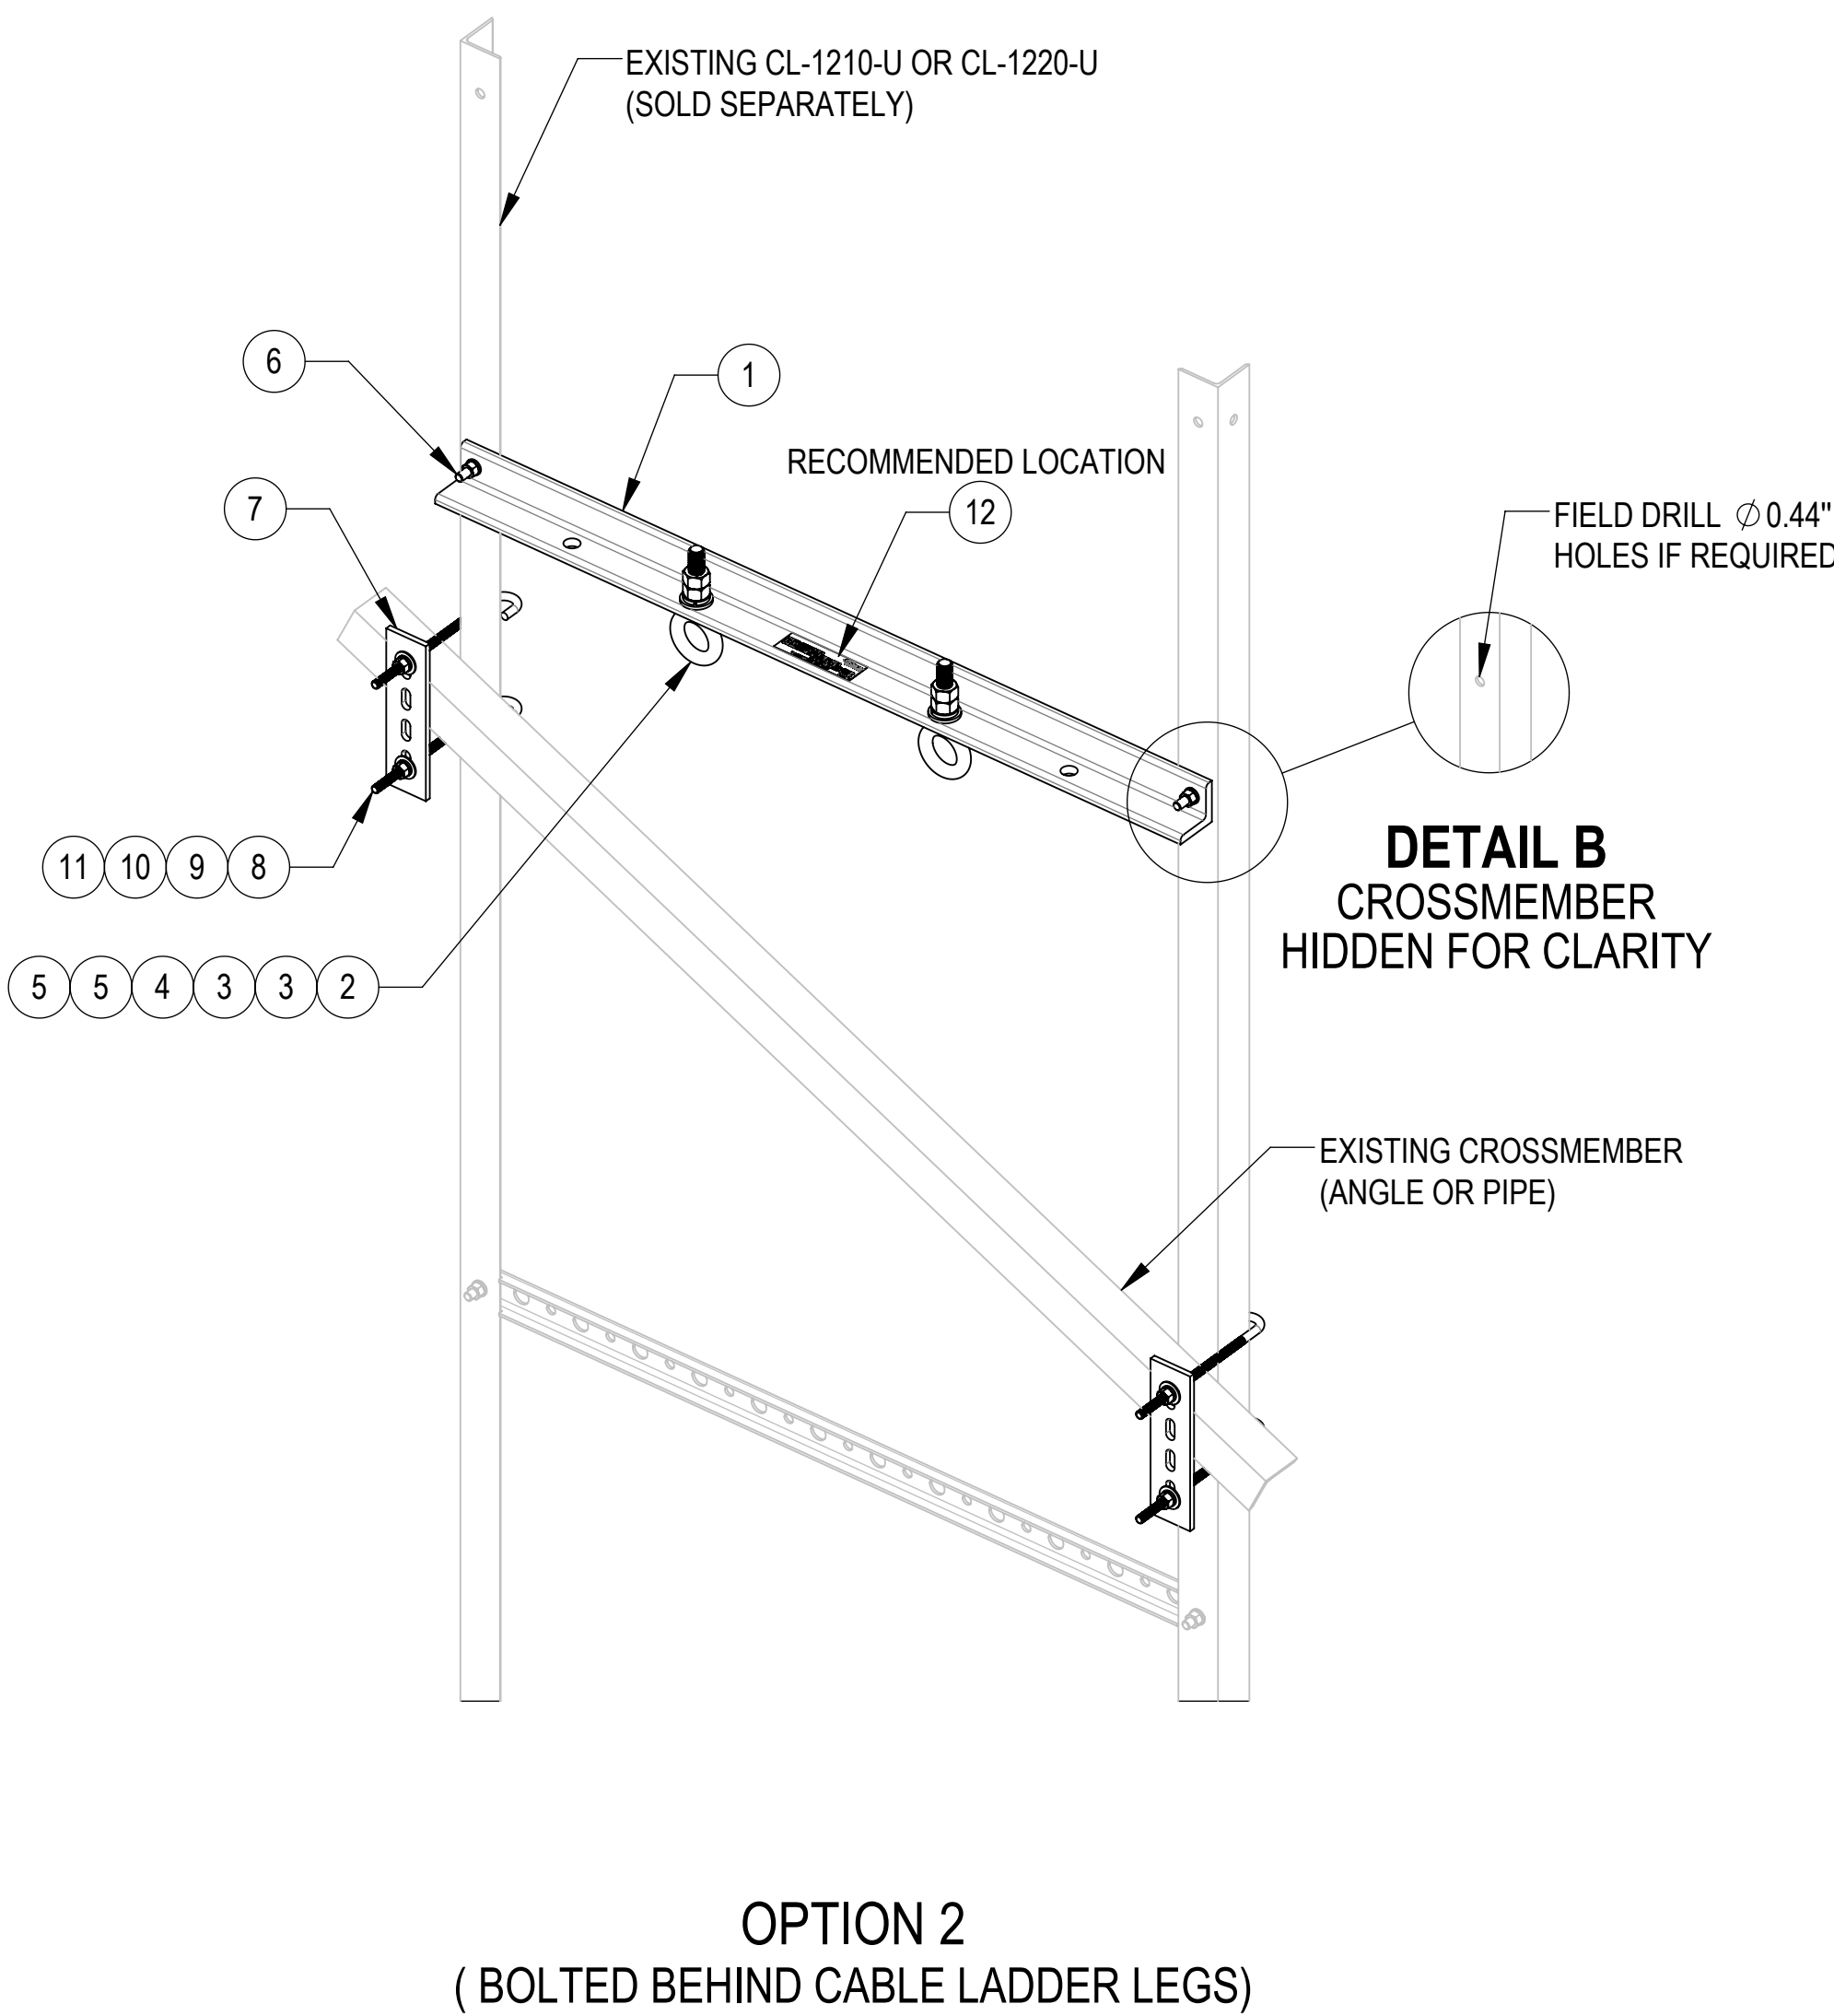 EXISTING CL-1210-U OR CL-1220-U
(SOLD SEPARATELY)
6
1
RECOMMENDED LOCATION
12
7
FIELD DRILL ∅ 0.44"
HOLES IF REQUIRED
11 10 9 8
DETAIL B
CROSSMEMBER
HIDDEN FOR CLARITY
5 5 4 3 3 2
EXISTING CROSSMEMBER
(ANGLE OR PIPE)
OPTION 2
( BOLTED BEHIND CABLE LADDER LEGS)